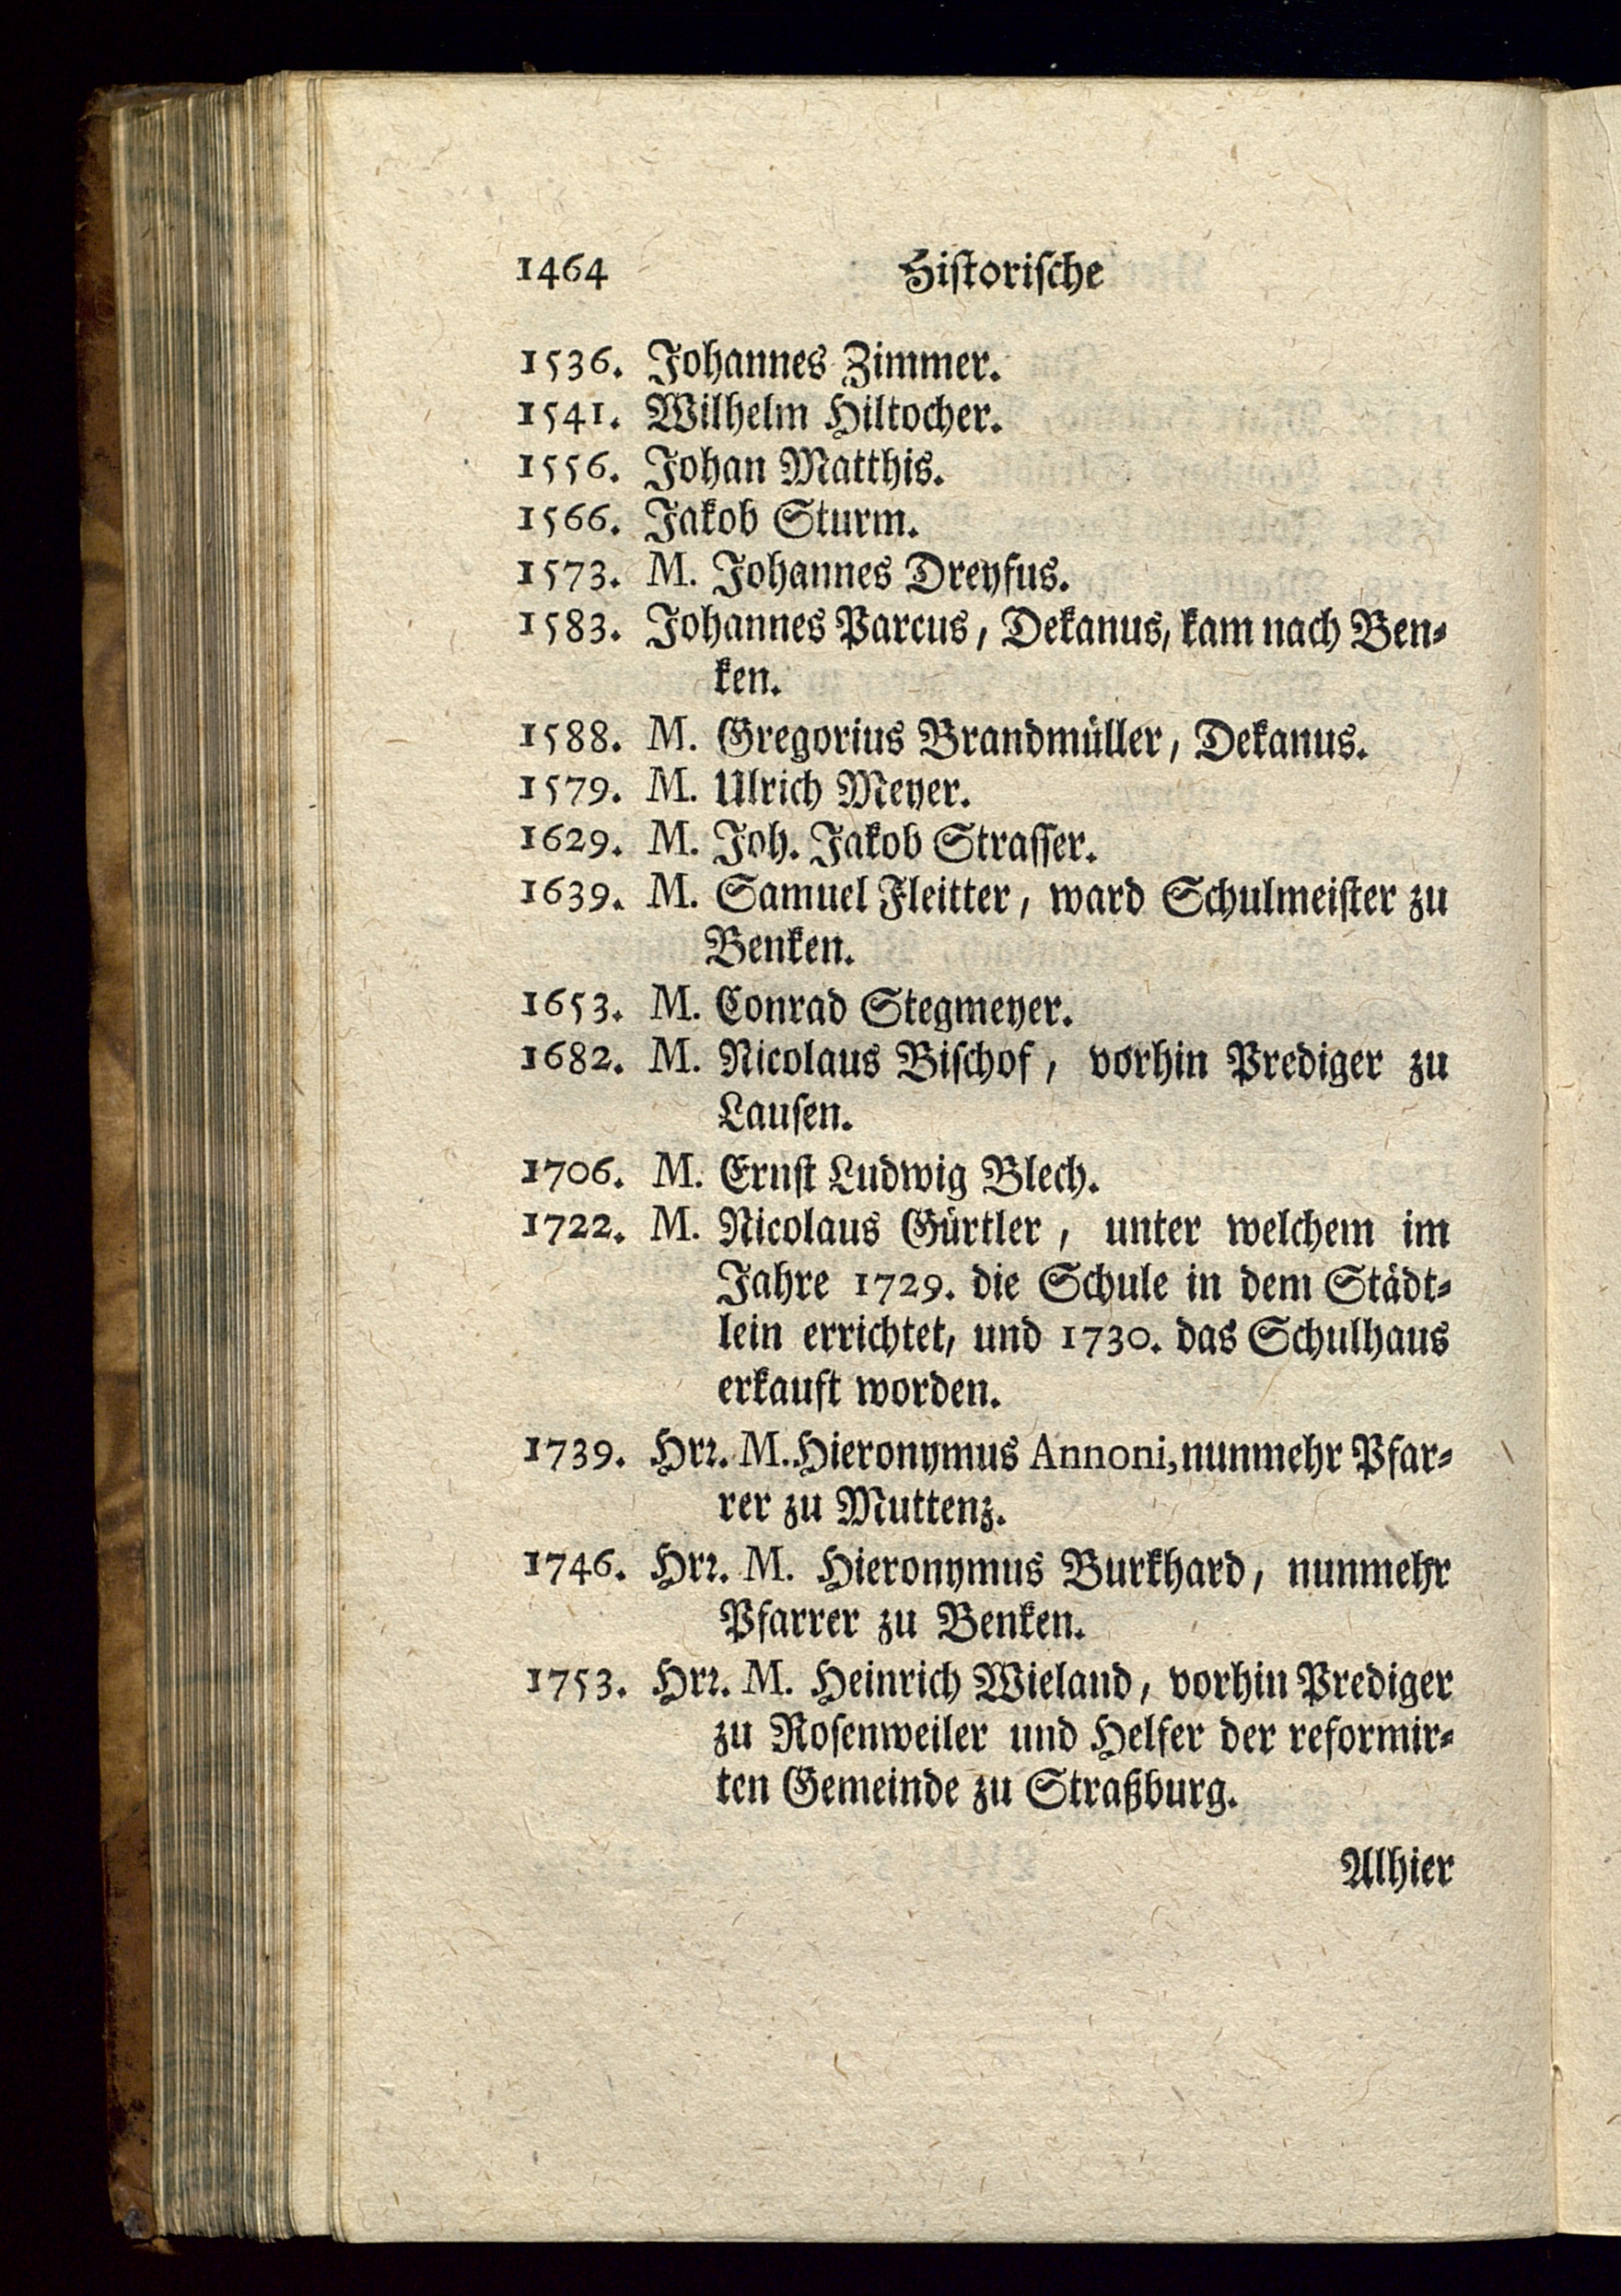 1464 Historische
1536. Johannes Zimmer.
1541. Wilhelm Hiltocher.
1556. Johan Matthis.
1566. Jakob Sturm.
1573. M. Johannes Dreyfus.
1583. Johannes Parcus, Dekanus, kam nach Ben-
ken.
1588. M. Gregorius Brandmüller, Dekanus.
1579. M. Ulrich Meyer.
1629. M. Joh. Jakob Strasser.
1639. M. Samuel Fleitter, ward Schulmeister zu
Benken.
1653. M. Conrad Stegmeyer.
1682. M. Nicolaus Bischof, vorhin Prediger zu
Lausen.
1706. M. Ernst Ludwig Blech.
1722. M. Nicolaus Gürtler, unter welchem im
Jahre 1729. die Schule in dem Städt-
lein errichtet, und 1730. das Schulhaus
erkauft worden.
1739. Hrr. M. Hieronymus Annoni, nunmehr Pfar-
rer zu Muttenz.
1746. Hrr. M. Hieronymus Burkhard, nunmehr
Pfarrer zu Benken.
1753. Hrr. M. Heinrich Wieland, vorhin Prediger
zu Rosenweiler und Helfer der reformir-
ten Gemeinde zu Straßburg.
Alhier